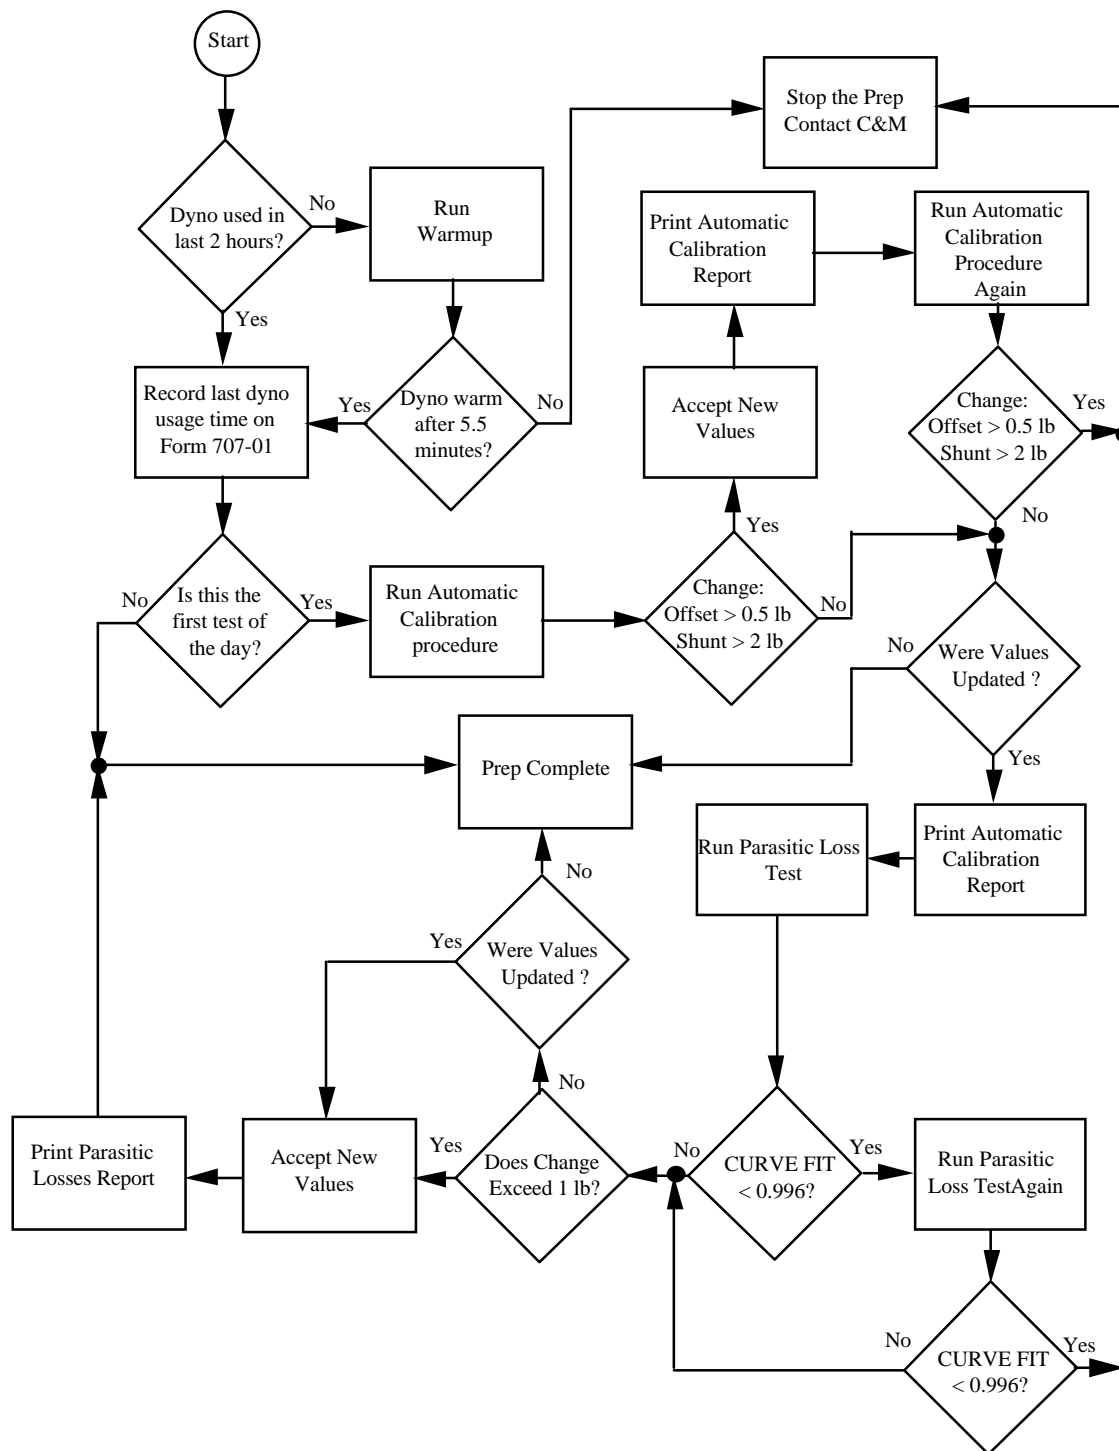 Start
Stop the Prep
Contact C&M
Dyno used in
last 2 hours?
No
Run
Warmup
Print Automatic
Calibration
Report
Run Automatic
Calibration
Procedure
Again
Yes
Record last dyno
usage time on
Form 707-01
Yes
Dyno warm
after 5.5
minutes?
No
Accept New
Values
Change:
Offset > 0.5 lb
Shunt > 2 lb
Yes
No
Is this the
first test of
the day?
No
Yes
Run Automatic
Calibration
procedure
Yes
Change:
Offset > 0.5 lb
Shunt > 2 lb
No
No
Were Values
Updated ?
Yes
Prep Complete
Run Parasitic Loss
Test
Print Automatic
Calibration
Report
No
Yes
Were Values
Updated ?
No
Print Parasitic
Losses Report
Accept New
Values
Yes
Does Change
Exceed 1 lb?
No
CURVE FIT
< 0.996?
Yes
Run Parasitic
Loss TestAgain
No
CURVE FIT
< 0.996?
Yes